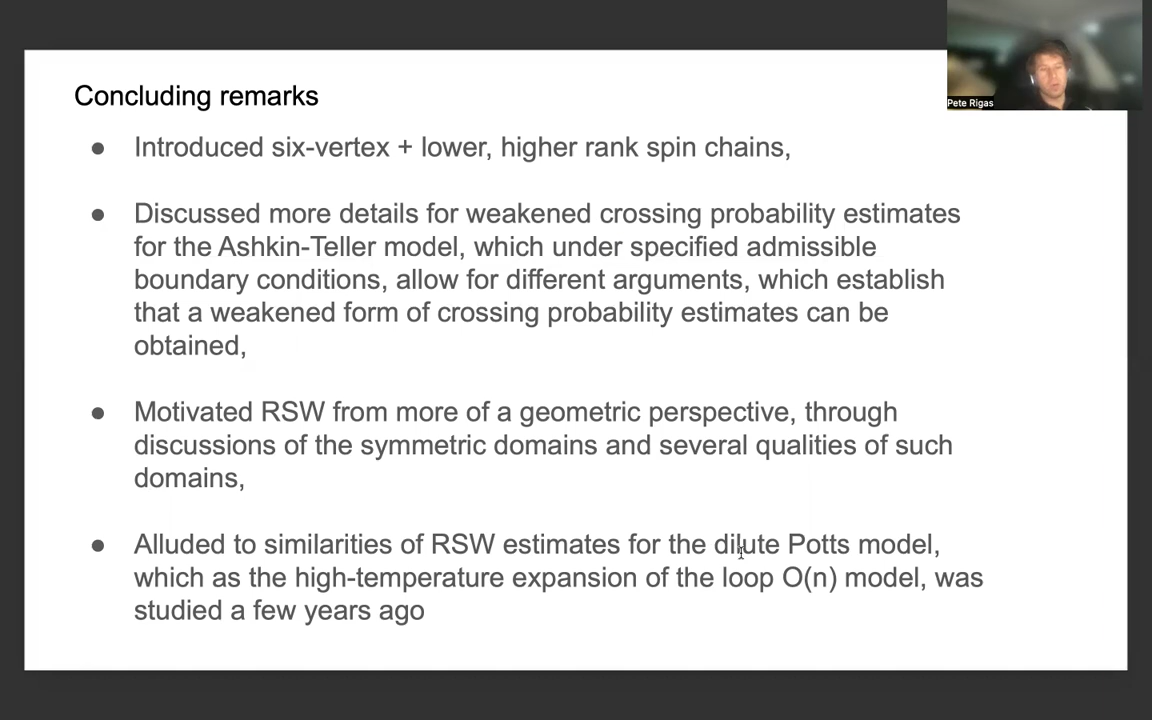 Pete Rigas
Concluding remarks
● Introduced six-vertex + lower, higher rank spin chains,
● Discussed more details for weakened crossing probability estimates
for the Ashkin-Teller model, which under specified admissible
boundary conditions, allow for different arguments, which establish
that a weakened form of crossing probability estimates can be
obtained,
● Motivated RSW from more of a geometric perspective, through
discussions of the symmetric domains and several qualities of such
domains,
● Alluded to similarities of RSW estimates for the dilute Potts model,
which as the high-temperature expansion of the loop O(n) model, was
studied a few years ago